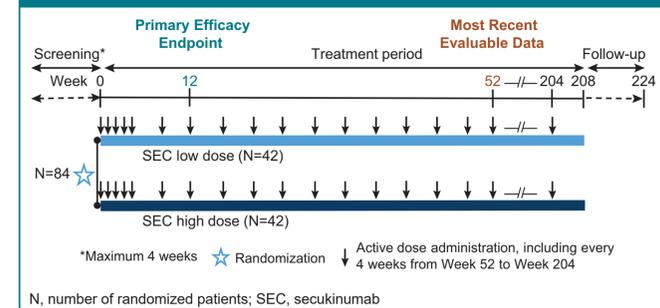 Primary Efficacy
Endpoint
Most Recent
Evaluable Data
Screening*
Treatment period
Follow-up
Week 0 12 52 204 208 224
SEC low dose (N=42)
N=84
SEC high dose (N=42)
*Maximum 4 weeks
Randomization
Active dose administration, including every
4 weeks from Week 52 to Week 204
N, number of randomized patients; SEC, secukinumab